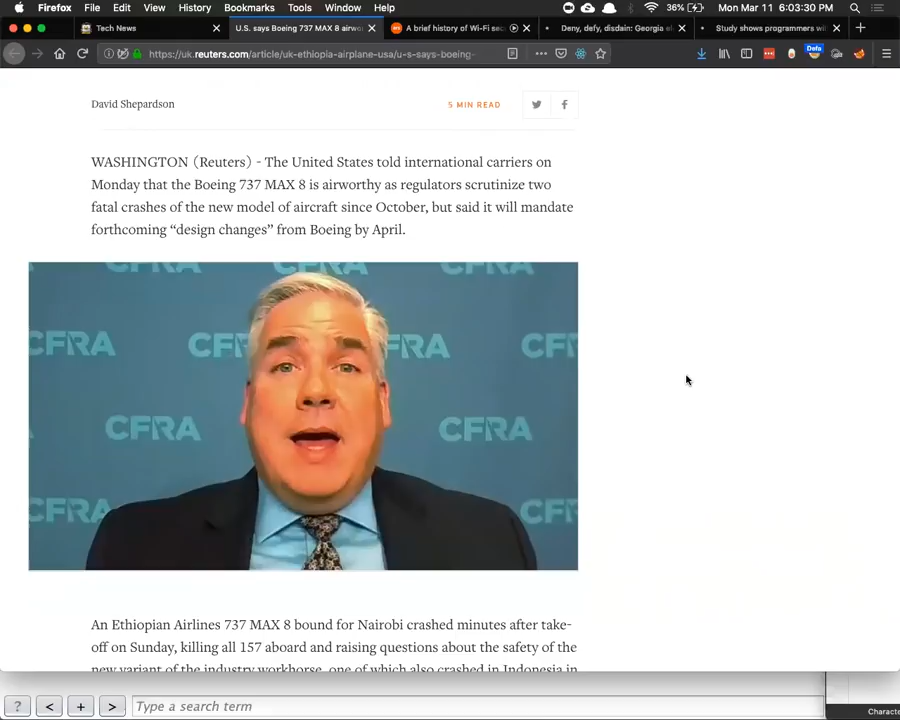 Firefox File Edit View History Bookmarks Tools Window Help 36% Mon Mar 11 6:03:30 PM
Tech News U.S. says Boeing 737 MAX 8 airwor A brief history of Wi-Fi sec Deny, defy, disdain: Georgia el Study shows programmers wi
https://uk.reuters.com/article/uk-ethiopia-airplane-usa/u-s-says-boeing- Defa
David Shepardson 5 MIN READ
WASHINGTON (Reuters) - The United States told international carriers on
Monday that the Boeing 737 MAX 8 is airworthy as regulators scrutinize two
fatal crashes of the new model of aircraft since October, but said it will mandate
forthcoming “design changes” from Boeing by April.
CFRA CFRA CFRA
CFRA CFRA CFRA CFRA
CFRA CFRA
CFRA CFRA
An Ethiopian Airlines 737 MAX 8 bound for Nairobi crashed minutes after take-
off on Sunday, killing all 157 aboard and raising questions about the safety of the
new variant of the industry workhorse, one of which also crashed in Indonesia in
? < + > Type a search term
Characte